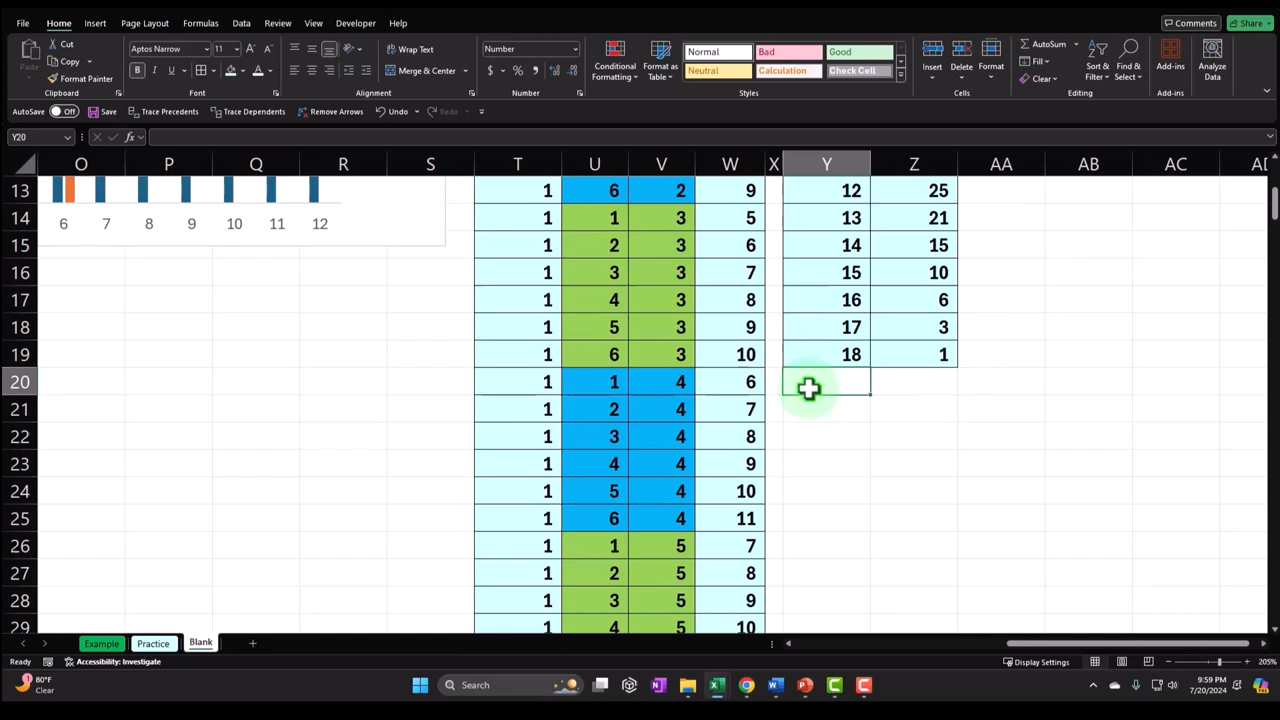 File Home Insert Page Layout Formulas Data Review View Developer Help Comments Share
Cut
Copy
Format Painter
Paste
Clipboard
Aptos Narrow 11
B I U
Font
Wrap Text
Merge & Center
Alignment
Number
$ % 9
Number
Conditional Formatting
Format as Table
Normal Bad Good
Neutral Calculation Check Cell
Styles
Insert Delete Format
Cells
AutoSum
Fill
Clear
Sort & Filter
Find & Select
Editing
Add-ins
Add-ins
Analyze Data
AutoSave Off Save Trace Precedents Trace Dependents Remove Arrows Undo Redo
Y20 fx
O P Q R S T U V W X Y Z AA AB AC AD
13 1 6 2 9 12 25
14 6 7 8 9 10 11 12 1 1 3 5 13 21
15 1 2 3 6 14 15
16 1 3 3 7 15 10
17 1 4 3 8 16 6
18 1 5 3 9 17 3
19 1 6 3 10 18 1
20 1 1 4 6
21 1 2 4 7
22 1 3 4 8
23 1 4 4 9
24 1 5 4 10
25 1 6 4 11
26 1 1 5 7
27 1 2 5 8
28 1 3 5 9
29 1 4 5 10
Example Practice Blank
Ready Accessibility: Investigate Display Settings 205%
80°F
Clear
Search
9:59 PM
7/20/2024